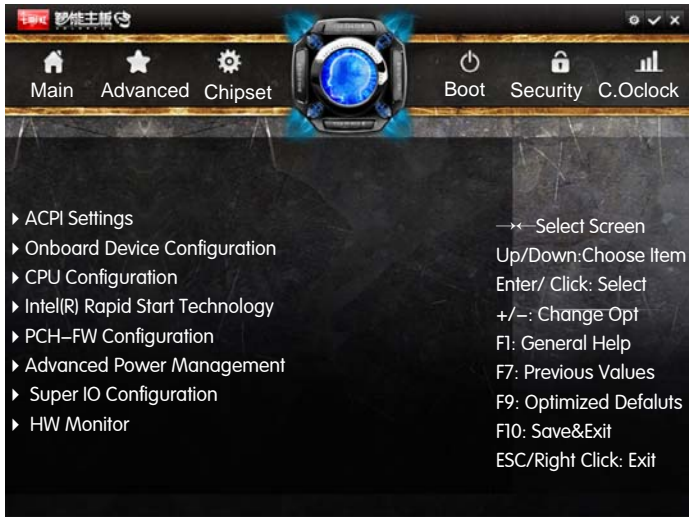 七彩虹 智能主板
Main Advanced Chipset Boot Security C.Oclock
ACPI Settings
Onboard Device Configuration
CPU Configuration
Intel(R) Rapid Start Technology
PCH-FW Configuration
Advanced Power Management
Super IO Configuration
HW Monitor
→←Select Screen
Up/Down:Choose Item
Enter/ Click: Select
+/-: Change Opt
F1: General Help
F7: Previous Values
F9: Optimized Defaluts
F10: Save&Exit
ESC/Right Click: Exit